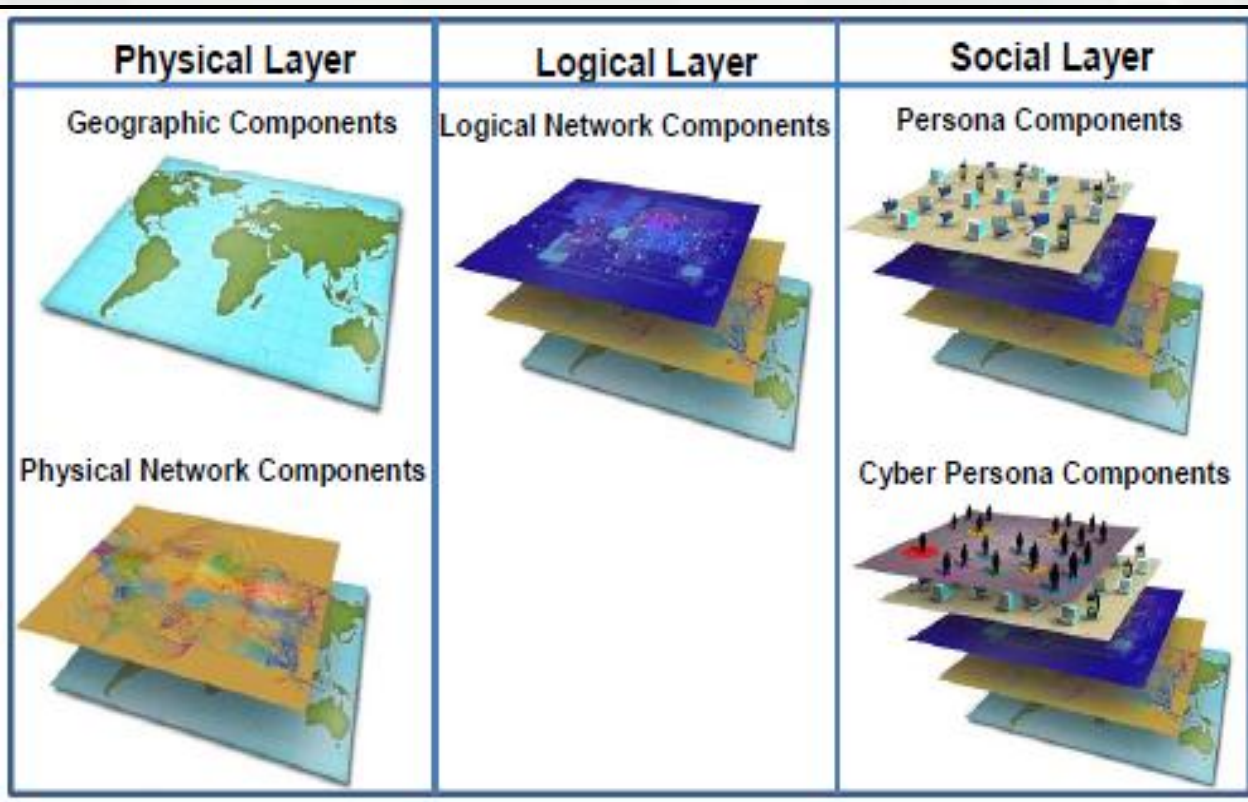 Physical Layer
Logical Layer
Social Layer
Geographic Components
Logical Network Components
Persona Components
Physical Network Components
Cyber Persona Components